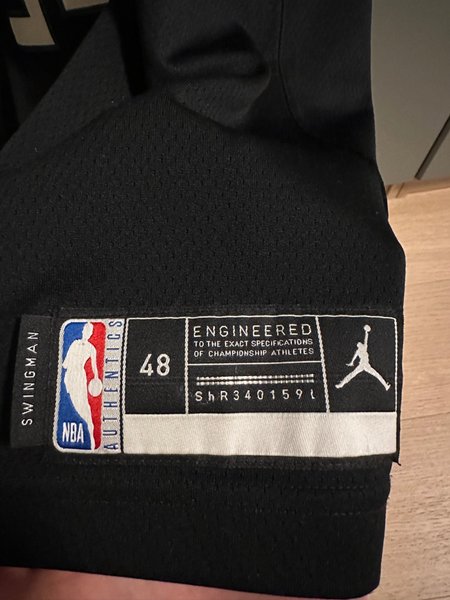 SWINGMAN
NBA
AUTHENTICS
48
ENGINEERED
TO THE EXACT SPECIFICATIONS
OF CHAMPIONSHIP ATHLETES
ShR340159l